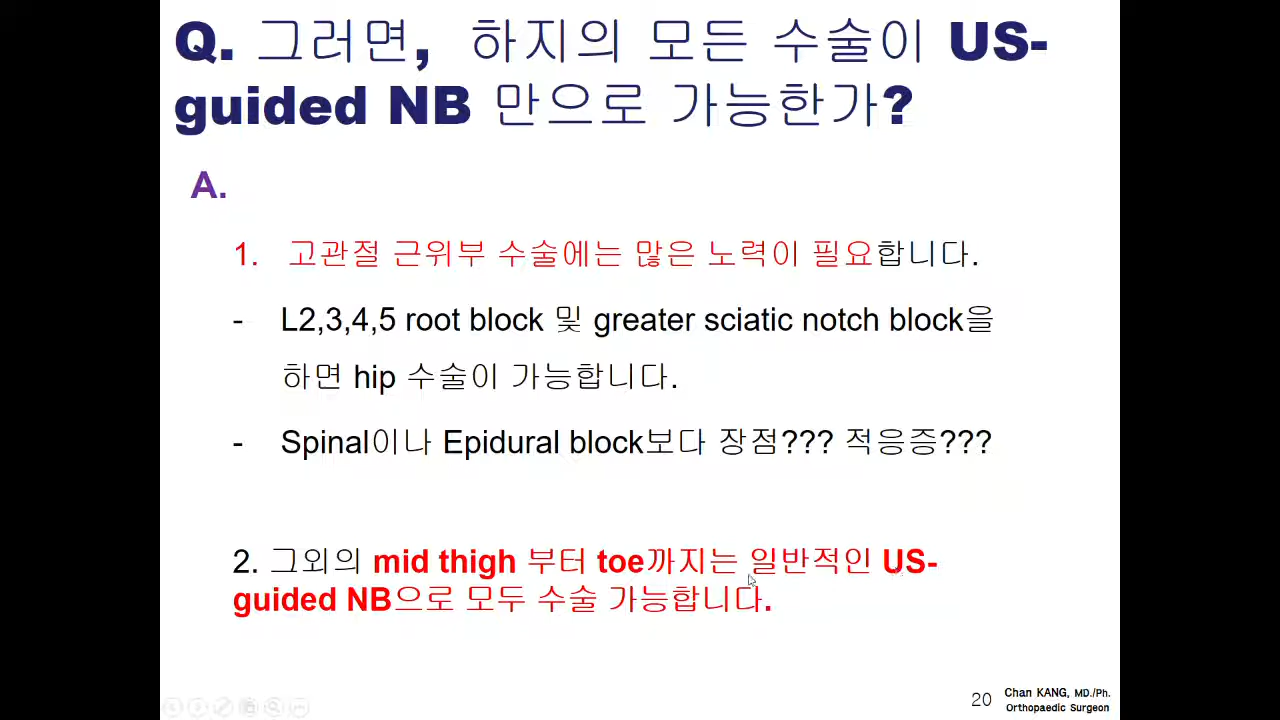 Q. 그러면, 하지의 모든 수술이 US-
guided NB 만으로 가능한가?
A.
1. 고관절 근위부 수술에는 많은 노력이 필요합니다.
- L2,3,4,5 root block 및 greater sciatic notch block을
하면 hip 수술이 가능합니다.
- Spinal이나 Epidural block보다 장점??? 적응증???
2. 그외의 mid thigh 부터 toe까지는 일반적인 US-
guided NB으로 모두 수술 가능합니다.
20
Chan KANG, MD./Ph.
Orthopaedic Surgeon